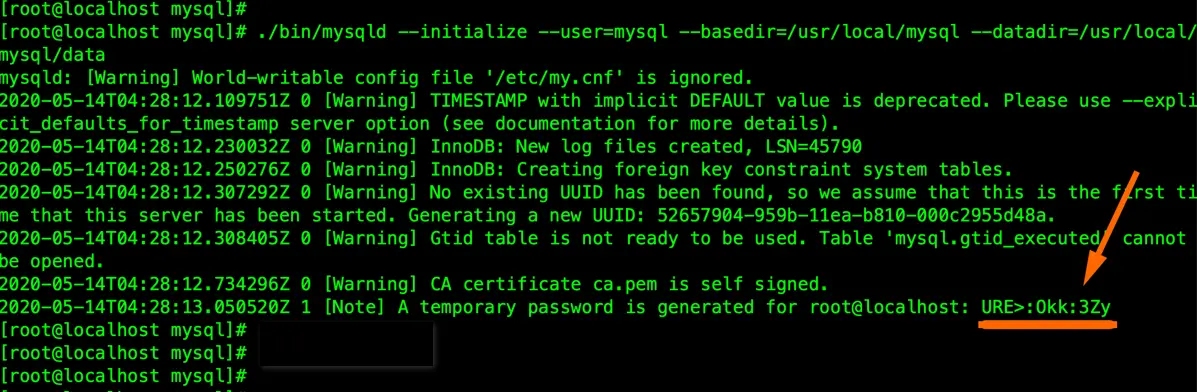 [root@localhost mysql]#
[root@localhost mysql]# ./bin/mysqld --initialize --user=mysql --basedir=/usr/local/mysql --datadir=/usr/local/
mysql/data
mysqld: [Warning] World-writable config file '/etc/my.cnf' is ignored.
2020-05-14T04:28:12.109751Z 0 [Warning] TIMESTAMP with implicit DEFAULT value is deprecated. Please use --expli
cit_defaults_for_timestamp server option (see documentation for more details).
2020-05-14T04:28:12.230032Z 0 [Warning] InnoDB: New log files created, LSN=45790
2020-05-14T04:28:12.250276Z 0 [Warning] InnoDB: Creating foreign key constraint system tables.
2020-05-14T04:28:12.307292Z 0 [Warning] No existing UUID has been found, so we assume that this is the first ti
me that this server has been started. Generating a new UUID: 52657904-959b-11ea-b810-000c2955d48a.
2020-05-14T04:28:12.308405Z 0 [Warning] Gtid table is not ready to be used. Table 'mysql.gtid_executed' cannot
be opened.
2020-05-14T04:28:12.734296Z 0 [Warning] CA certificate ca.pem is self signed.
2020-05-14T04:28:13.050520Z 1 [Note] A temporary password is generated for root@localhost: URE>:Okk:3Zy
[root@localhost mysql]#
[root@localhost mysql]#
[root@localhost mysql]#